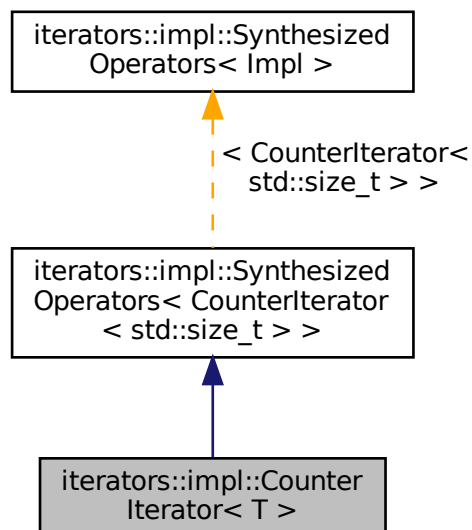 iterators::impl::Synthesized
Operators< Impl >
< CounterIterator<
std::size_t > >
iterators::impl::Synthesized
Operators< CounterIterator
< std::size_t > >
iterators::impl::Counter
Iterator< T >